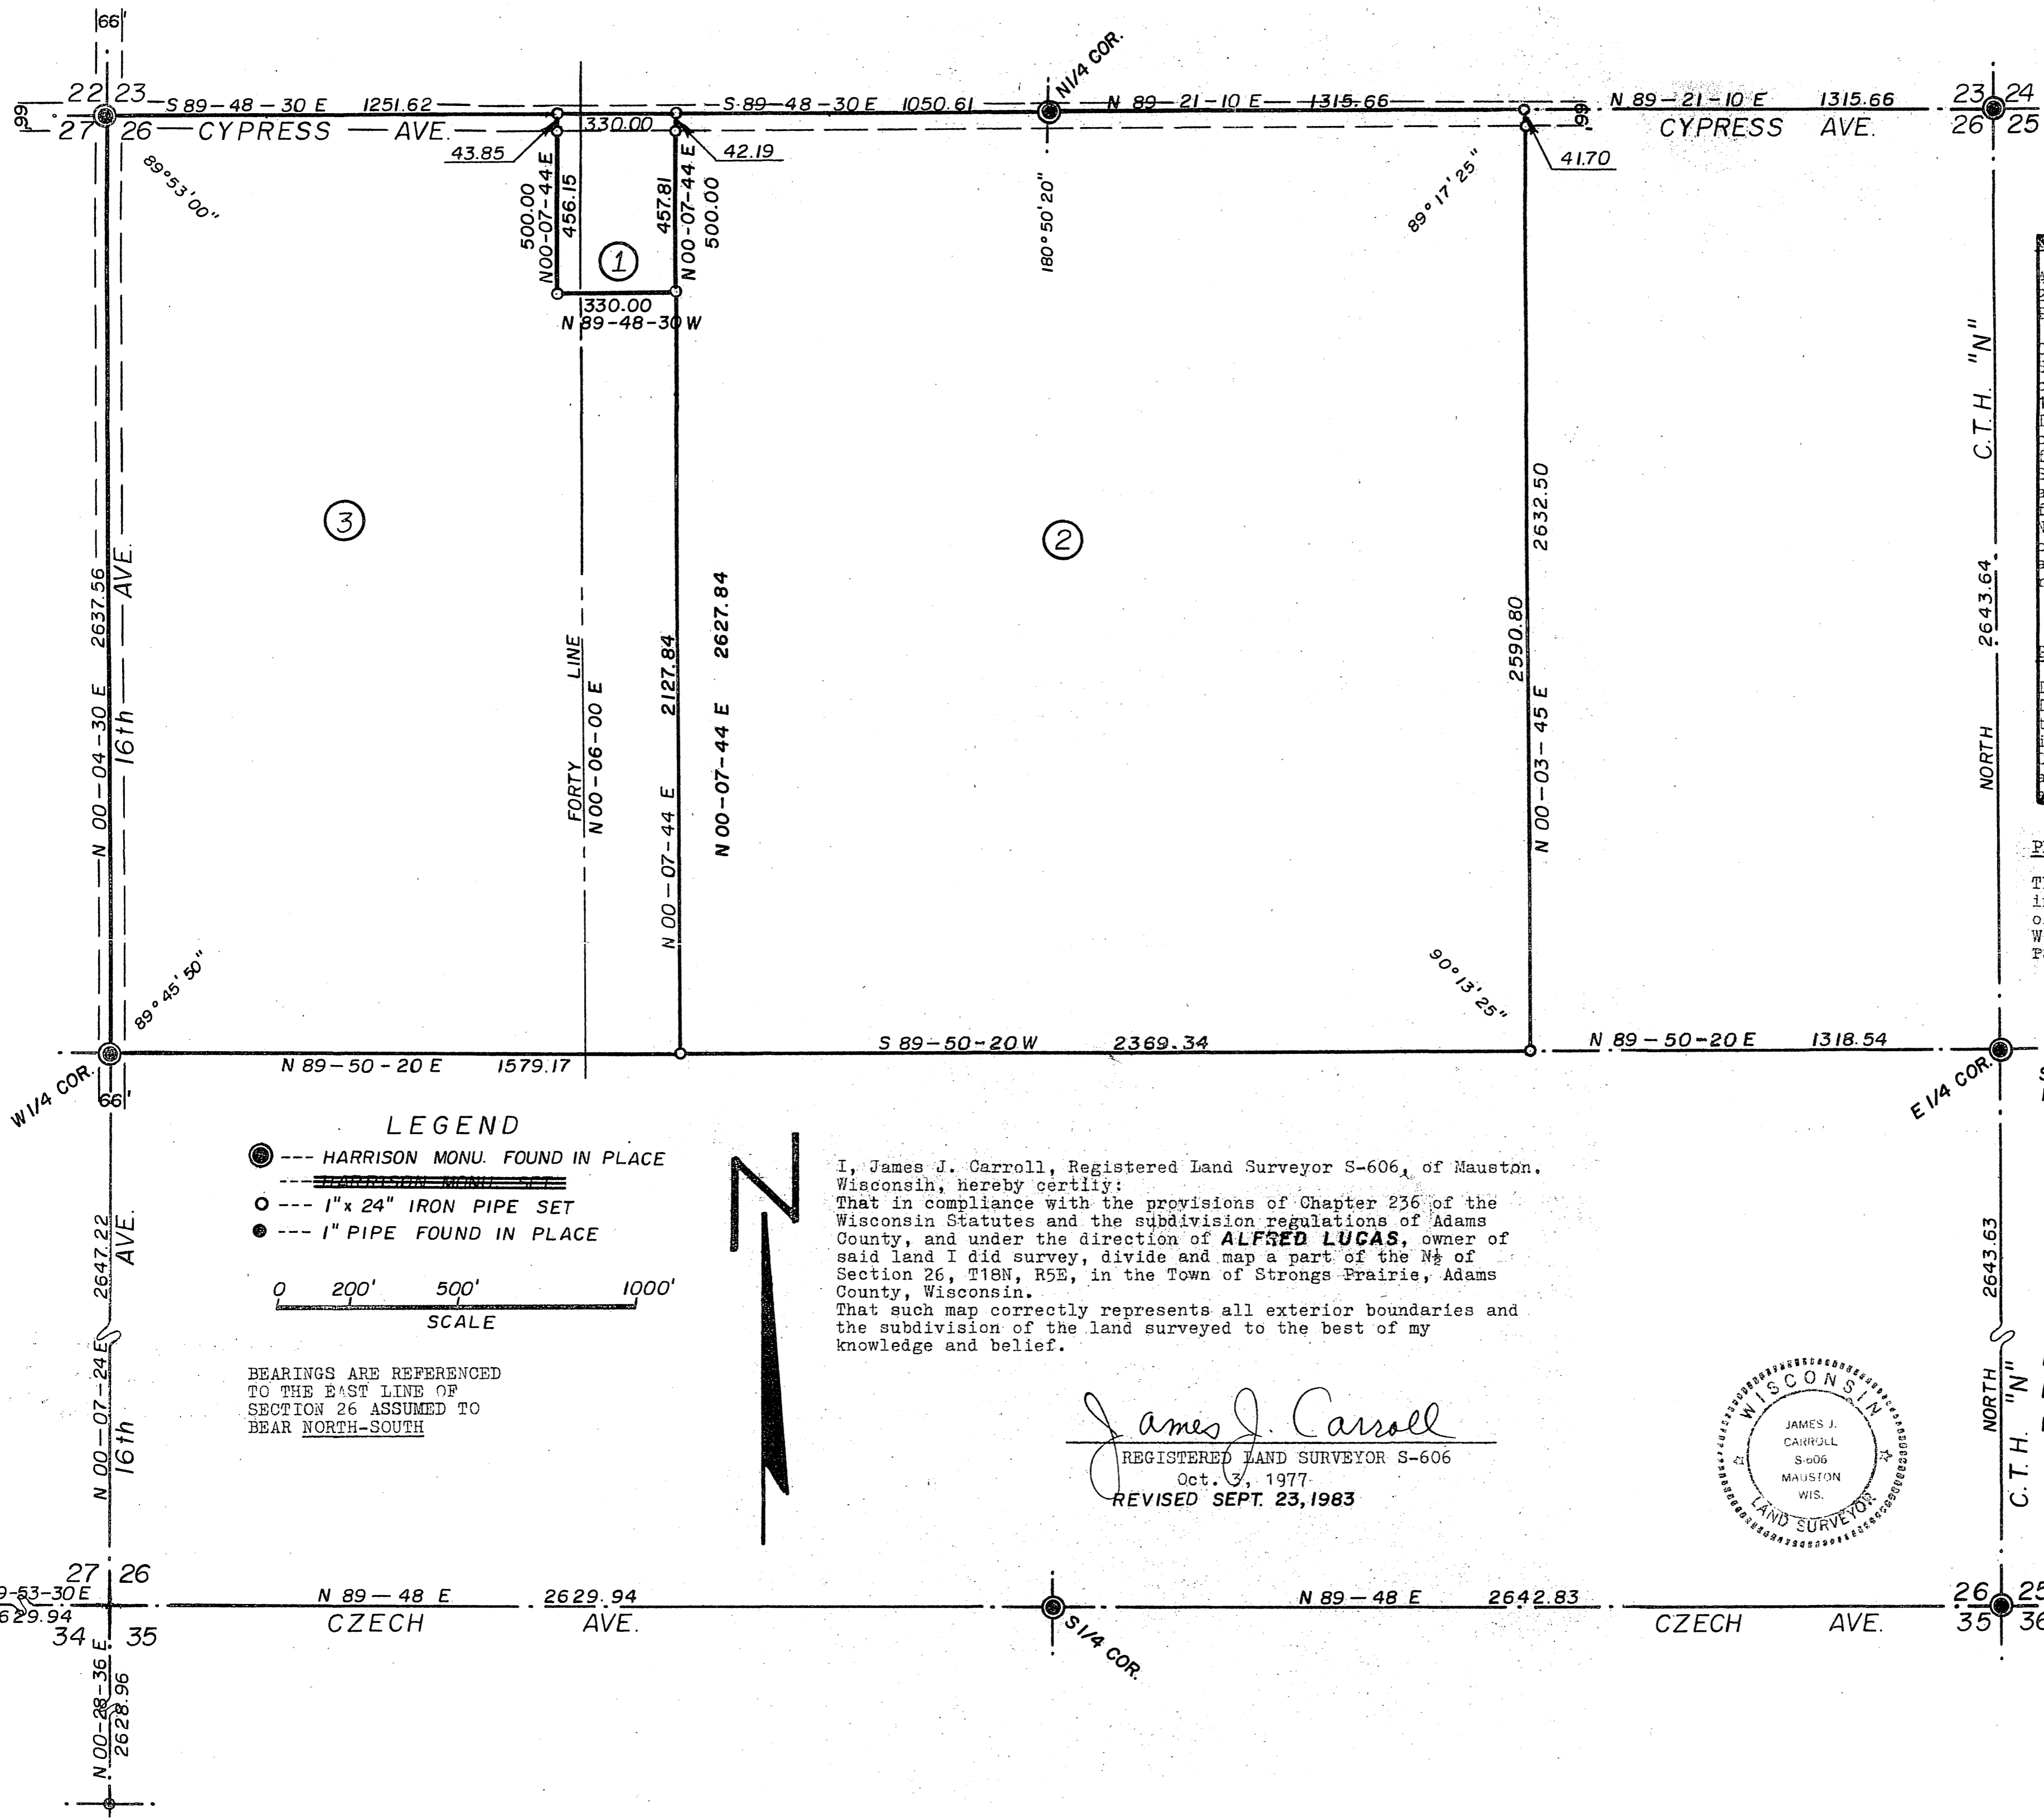 66'
N1/4 COR.
22 23
27 26
99
S 89-48-30 E 1251.62
S 89-48-30 E 1050.61
N 89-21-10 E 1315.66
N 89-21-10 E 1315.66
23 24
26 25
CYPRESS AVE.
330.00
66'
CYPRESS AVE.
43.85
42.19
41.70
89°53'00"
500.00
N00-07-44E
456.15
457.81
N00-07-44 E
500.00
180°50'20"
89°17'25"
1
330.00
N 89-48-30 W
C.T.H. "N"
3
2
N 00-04-30 E 2637.56
16th AVE.
FORTY LINE
N 00-06-00 E
N 00-07-44 E 2127.84
N 00-07-44 E 2627.84
2590.80
N 00-03-45 E 2632.50
NORTH 2643.64
89°45'50"
90°13'25"
N 89-50-20 E 1579.17
S 89-50-20 W 2369.34
N 89-50-20 E 1318.54
W 1/4 COR.
66'
E 1/4 COR.
LEGEND
--- HARRISON MONU. FOUND IN PLACE
--- HARRISON MONU. SET
--- 1" x 24" IRON PIPE SET
--- 1" PIPE FOUND IN PLACE
0 200' 500' 1000'
SCALE
BEARINGS ARE REFERENCED
TO THE EAST LINE OF
SECTION 26 ASSUMED TO
BEAR NORTH-SOUTH
N
I, James J. Carroll, Registered Land Surveyor S-606, of Mauston.
Wisconsin, hereby certify:
That in compliance with the provisions of Chapter 236 of the
Wisconsin Statutes and the subdivision regulations of Adams
County, and under the direction of ALFRED LUCAS, owner of
said land I did survey, divide and map a part of the N½ of
Section 26, T18N, R5E, in the Town of Strongs Prairie, Adams
County, Wisconsin.
That such map correctly represents all exterior boundaries and
the subdivision of the land surveyed to the best of my
knowledge and belief.
James J. Carroll
REGISTERED LAND SURVEYOR S-606
Oct. 3, 1977
REVISED SEPT. 23, 1983
WISCONSIN
JAMES J.
CARROLL
S-606
MAUSTON
WIS.
LAND SURVEYOR
N 00-07-24 E 2647.22
16th AVE.
NORTH 2643.63
C.T.H. "N"
27 26
34 35
9-53-30 E
629.94
N 89-48 E 2629.94
CZECH AVE.
S 1/4 COR.
N 89-48 E 2642.83
CZECH AVE.
26 25
35 36
N 00-28-36 E
2628.96